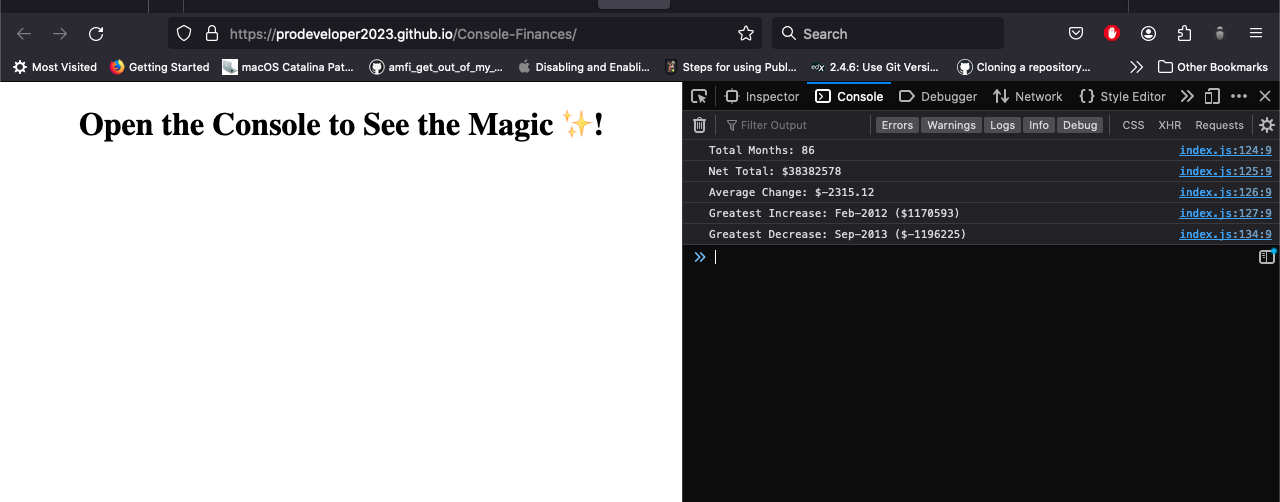 https://prodeveloper2023.github.io/Console-Finances/
Search
Most Visited
Getting Started
macOS Catalina Pat...
amfi_get_out_of_my_...
Disabling and Enabli...
Steps for using Publ...
edX
2.4.6: Use Git Versi...
Cloning a repository...
Other Bookmarks
Open the Console to See the Magic ✨!
Inspector
Console
Debugger
Network
Style Editor
Filter Output
Errors
Warnings
Logs
Info
Debug
CSS
XHR
Requests
Total Months: 86 index.js:124:9
Net Total: $38382578 index.js:125:9
Average Change: $-2315.12 index.js:126:9
Greatest Increase: Feb-2012 ($1170593) index.js:127:9
Greatest Decrease: Sep-2013 ($-1196225) index.js:134:9